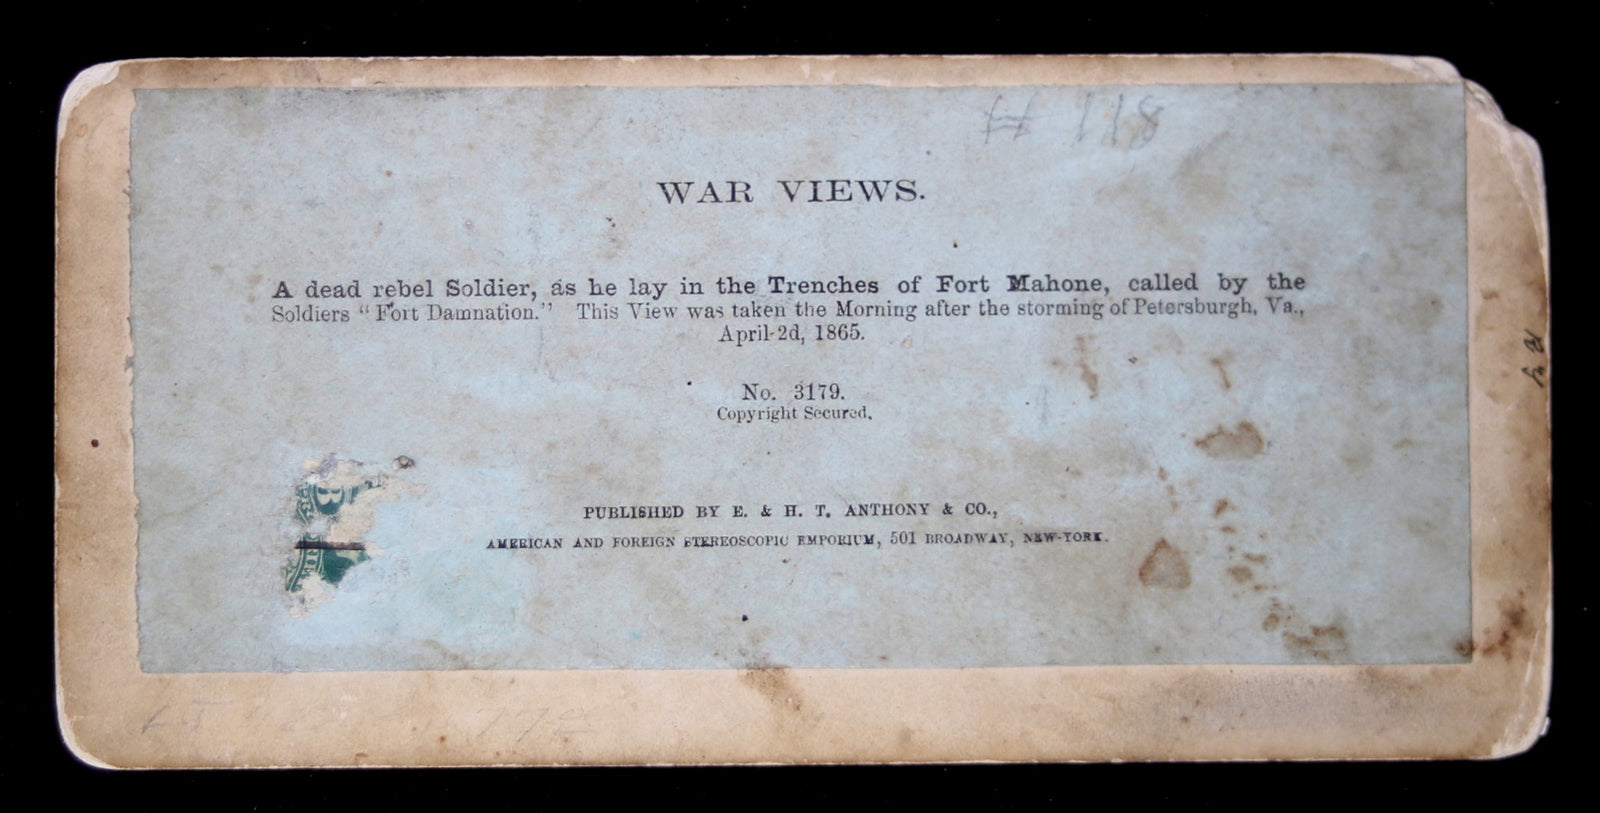 # 118
WAR VIEWS.
A dead rebel Soldier, as he lay in the Trenches of Fort Mahone, called by the
Soldiers "Fort Damnation." This View was taken the Morning after the storming of Petersburgh, Va.,
April 2d, 1865.
No. 3179.
Copyright Secured.
PUBLISHED BY E. & H. T. ANTHONY & CO.,
AMERICAN AND FOREIGN STEREOSCOPIC EMPORIUM, 501 BROADWAY, NEW-YORK.